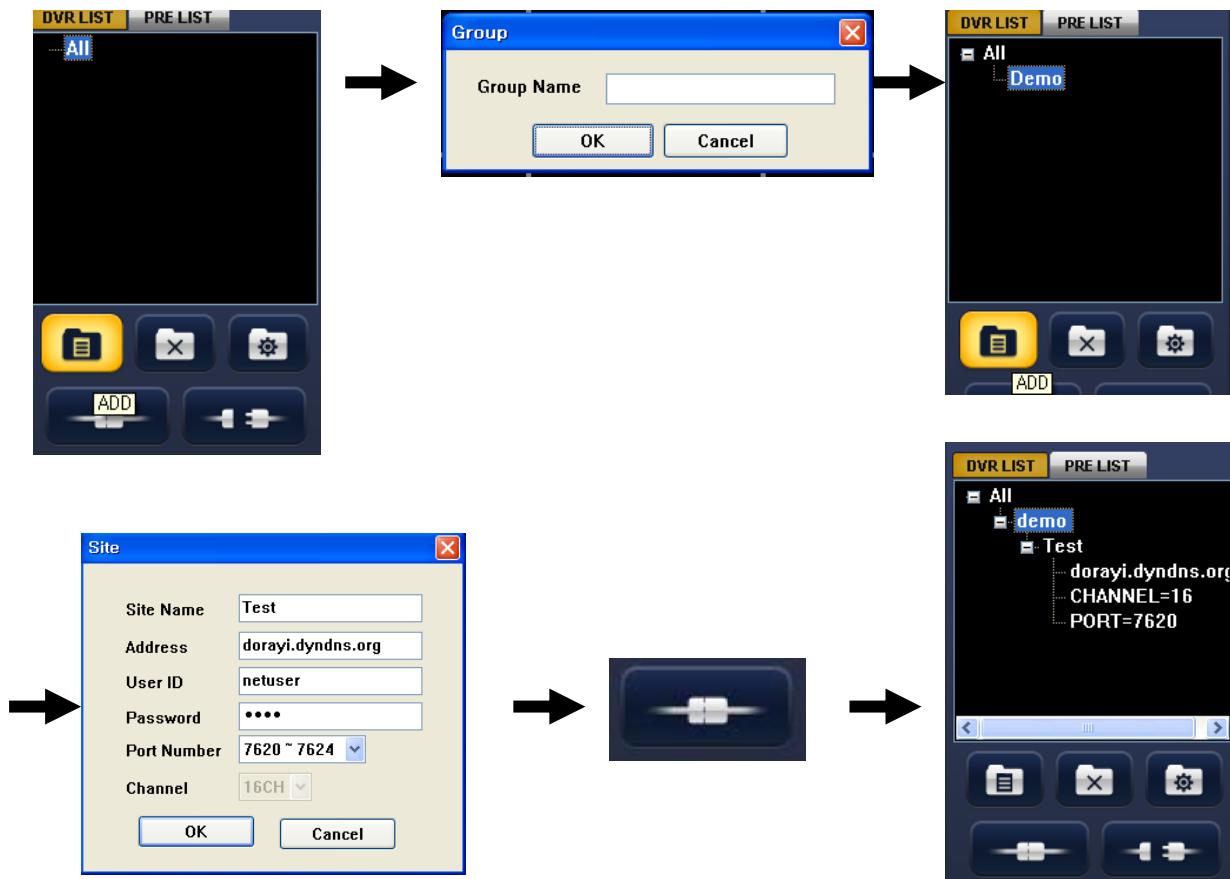 DVR LIST PRE LIST
All
ADD
Group
Group Name
OK Cancel
DVR LIST PRE LIST
All
Demo
ADD
Site
Site Name Test
Address dorayi.dyndns.org
User ID netuser
Password ••••
Port Number 7620 ~ 7624
Channel 16CH
OK Cancel
DVR LIST PRE LIST
All
demo
Test
dorayi.dyndns.org
CHANNEL=16
PORT=7620